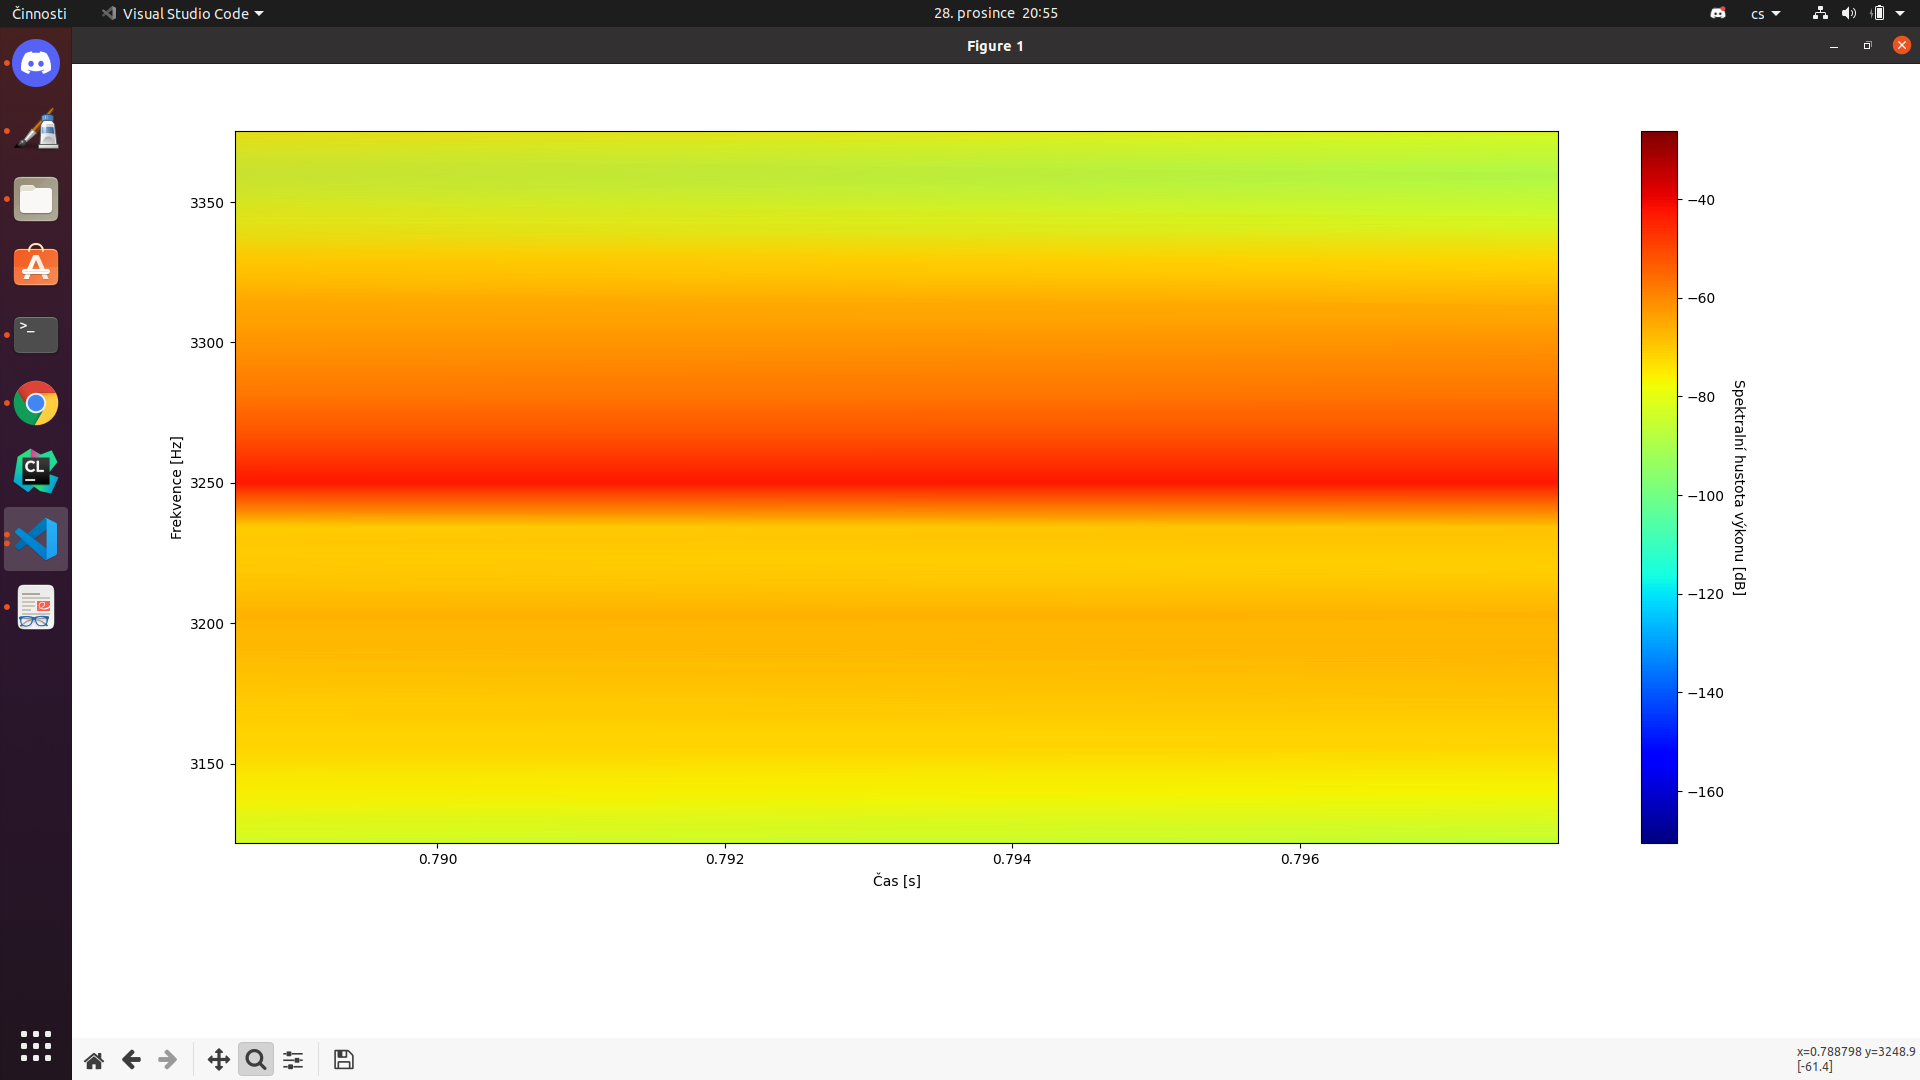 Činnosti
Visual Studio Code
28. prosince 20:55
cs
Figure 1
3350
3300
3250
3200
3150
Frekvence [Hz]
0.790
0.792
0.794
0.796
Čas [s]
−40
−60
−80
−100
−120
−140
−160
Spektralní hustota výkonu [dB]
>_
CL
x=0.788798 y=3248.9
[-61.4]